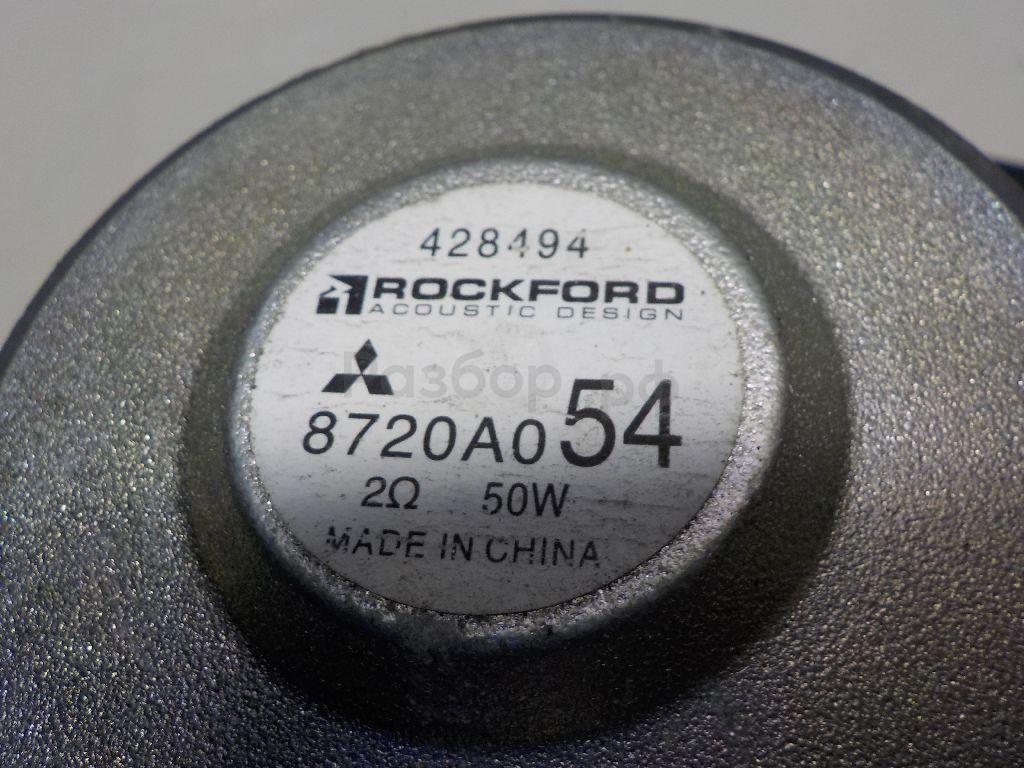 428494
ROCKFORD
ACOUSTIC DESIGN
Разбор.рф
8720A054
2Ω 50W
MADE IN CHINA